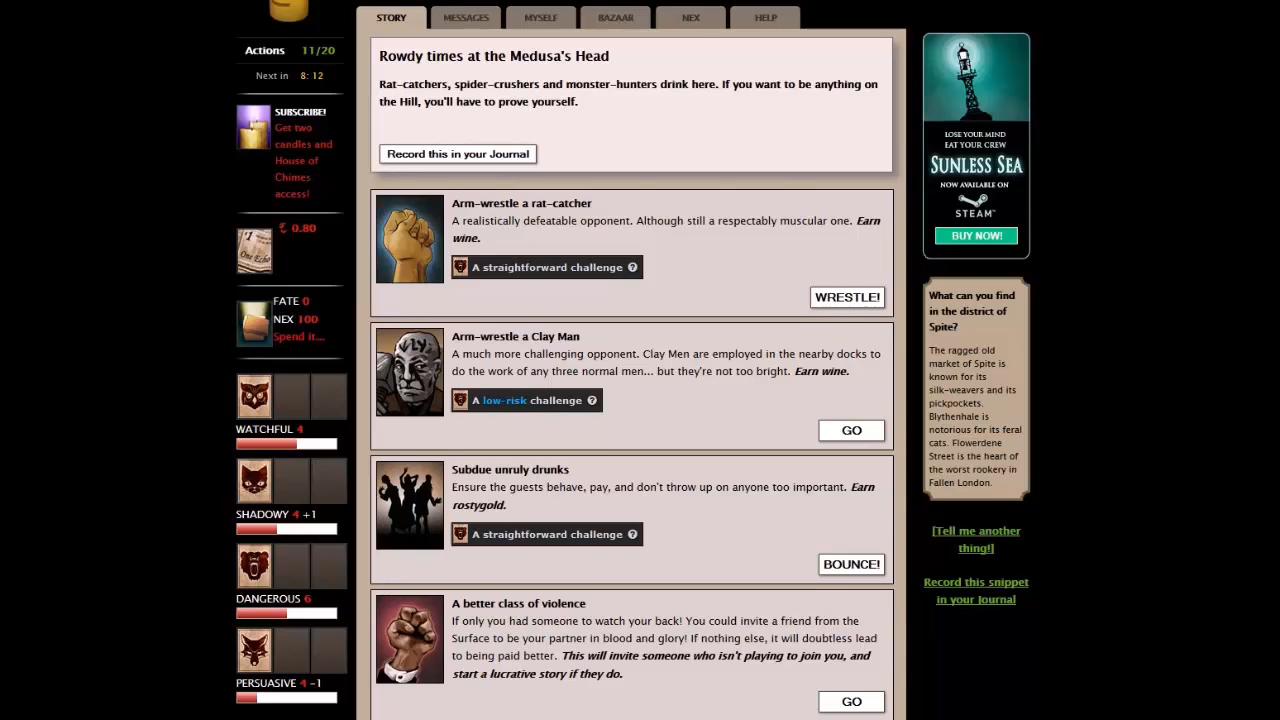 STORY
MESSAGES
MYSELF
BAZAAR
NEX
HELP
Actions 11/20
Next in 8: 12
SUBSCRIBE!
Get two
candles and
House of
Chimes
access!
0.80
FATE 0
NEX 100
Spend it...
WATCHFUL 4
SHADOWY 4 +1
DANGEROUS 6
PERSUASIVE 4 -1
Rowdy times at the Medusa's Head
Rat-catchers, spider-crushers and monster-hunters drink here. If you want to be anything on
the Hill, you'll have to prove yourself.
Record this in your Journal
Arm-wrestle a rat-catcher
A realistically defeatable opponent. Although still a respectably muscular one. Earn
wine.
A straightforward challenge ?
WRESTLE!
Arm-wrestle a Clay Man
A much more challenging opponent. Clay Men are employed in the nearby docks to
do the work of any three normal men... but they're not too bright. Earn wine.
A low-risk challenge ?
GO
Subdue unruly drunks
Ensure the guests behave, pay, and don't throw up on anyone too important. Earn
rostygold.
A straightforward challenge ?
BOUNCE!
A better class of violence
If only you had someone to watch your back! You could invite a friend from the
Surface to be your partner in blood and glory! If nothing else, it will doubtless lead
to being paid better. This will invite someone who isn't playing to join you, and
start a lucrative story if they do.
GO
LOSE YOUR MIND
EAT YOUR CREW
SUNLESS SEA
NOW AVAILABLE ON
STEAM
BUY NOW!
What can you find
in the district of
Spite?
The ragged old
market of Spite is
known for its
silk-weavers and its
pickpockets.
Blythenhale is
notorious for its feral
cats. Flowerdene
Street is the heart of
the worst rookery in
Fallen London.
[Tell me another
thing!]
Record this snippet
in your Journal